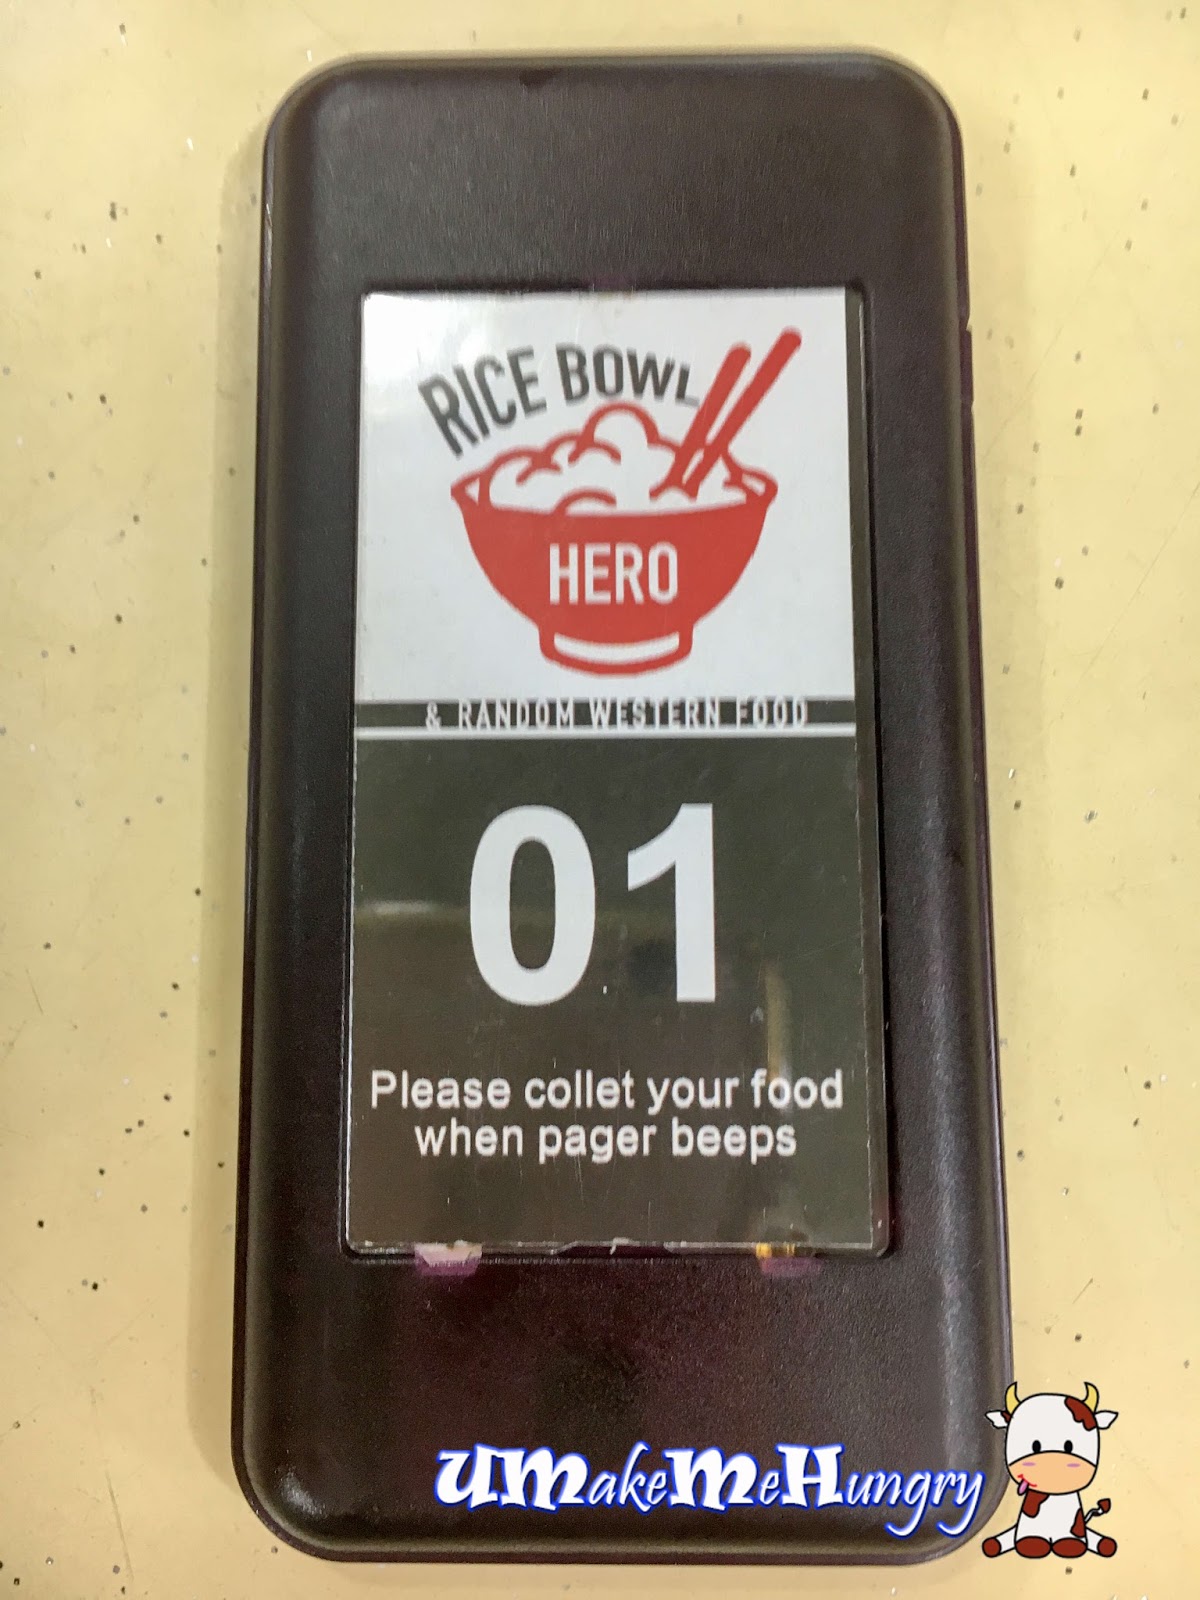 RICE BOWL
HERO
& RANDOM WESTERN FOOD
01
Please collet your food
when pager beeps
UMakeMeHungry